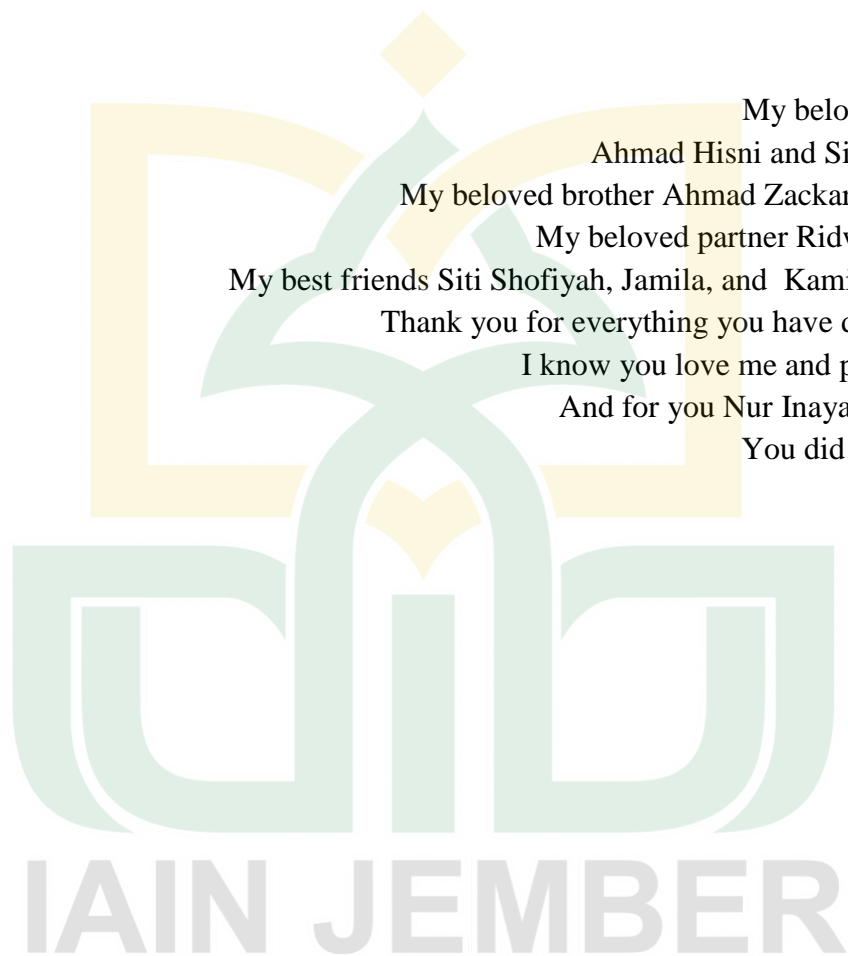 My belo
Ahmad Hisni and Si
My beloved brother Ahmad Zackar
My beloved partner Rid
My best friends Siti Shofiyah, Jamila, and Kami
Thank you for everything you have
I know you love me and
And for you Nur Inaya
You did
IAIN JEMBER